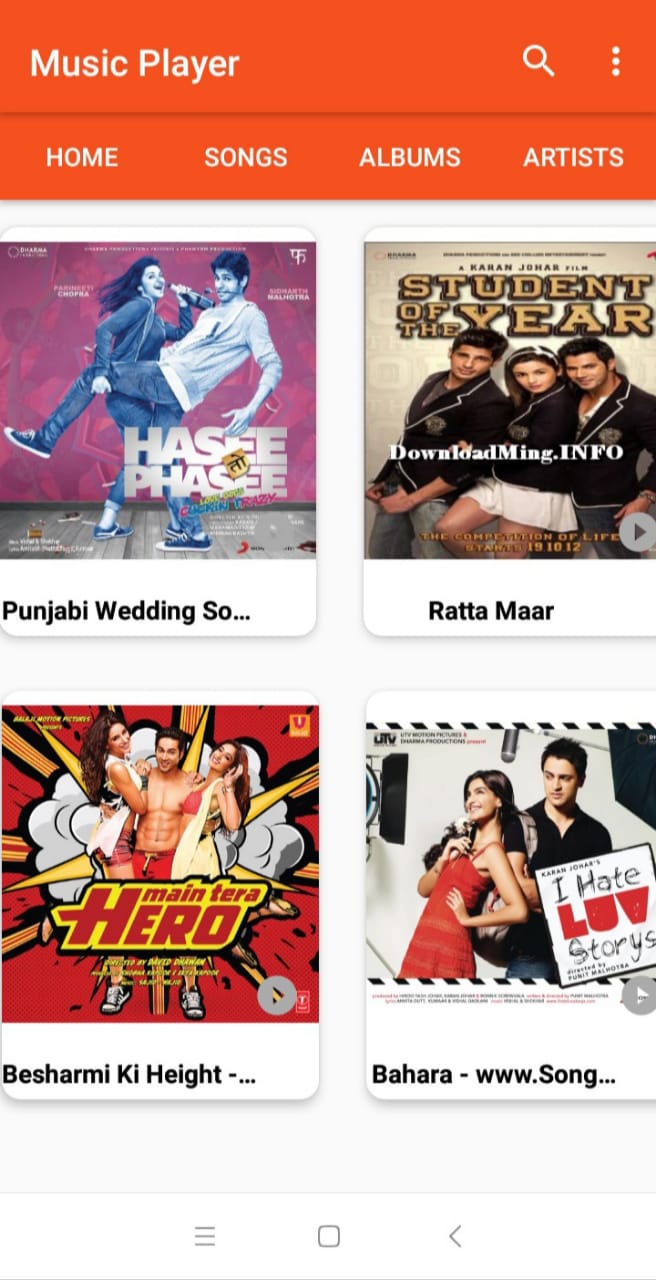 Music Player
HOME
SONGS
ALBUMS
ARTISTS
DHARMA
PARINEETI
CHOPRA
SIDHARTH
MALHOTRA
HASEE
तो
PHASEE
Punjabi Wedding So...
DHARMA
A KARAN JOHAR FILM
STUDENT
OF
THE YEAR
DownloadMing.INFO
THE COMPETITION OF LIFE
STARTS 19.10.12
Ratta Maar
BALAJI MOTION PICTURES
main tera
HERO
DIRECTED BY DAVID DHAWAN
Besharmi Ki Height -...
UTV
UTV MOTION PICTURES &
DHARMA PRODUCTIONS present
KARAN JOHAR'S
I Hate
LUV
Storys
directed by
PUNIT MALHOTRA
Bahara - www.Song...